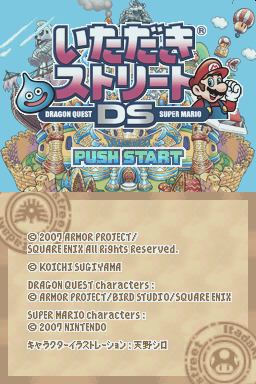 いただき
ストリート®
DRAGON QUEST DS SUPER MARIO
PUSH START
© 2007 ARMOR PROJECT/
SQUARE ENIX All Rights Reserved.
© KOICHI SUGIYAMA
DRAGON QUEST characters :
© ARMOR PROJECT/BIRD STUDIO/SQUARE ENIX
SUPER MARIO characters :
© 2007 NINTENDO
キャラクターイラストレーション : 天野シロ